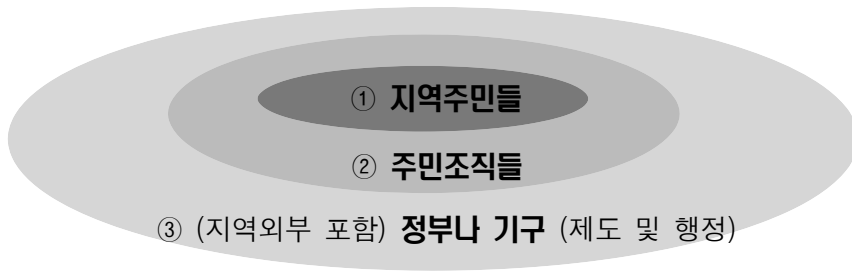 ① 지역주민들
② 주민조직들
③ (지역외부 포함) 정부나 기구 (제도 및 행정)